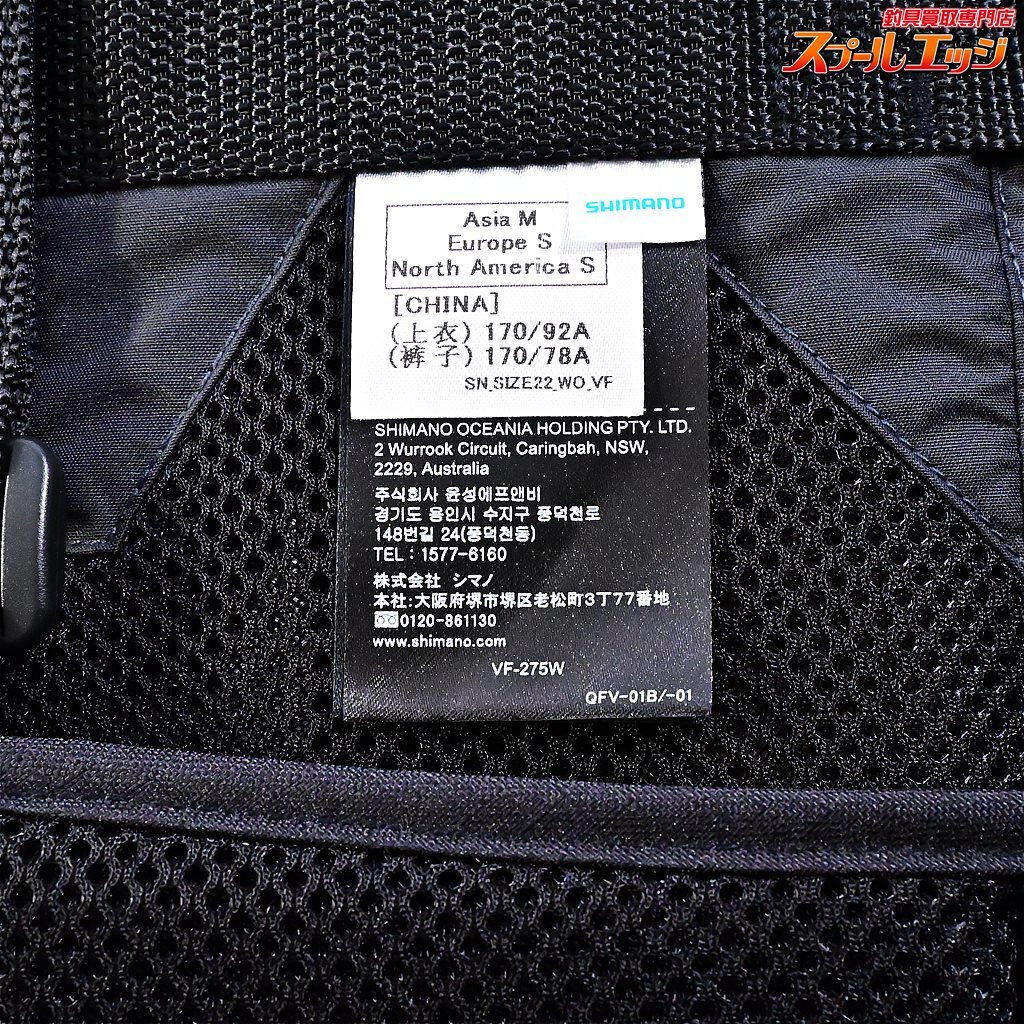 釣具買取専門店
スプールエッジ
SHIMANO
Asia M
Europe S
North America S
[CHINA]
(上衣) 170/92A
(裤子) 170/78A
SN_SIZE22_WO_VF
SHIMANO OCEANIA HOLDING PTY. LTD.
2 Wurrook Circuit, Caringbah, NSW,
2229, Australia
주식회사 윤성에프앤비
경기도 용인시 수지구 풍덕천로
148번길 24(풍덕천동)
TEL : 1577-6160
株式会社 シマノ
本社:大阪府堺市堺区老松町3丁77番地
0120-861130
www.shimano.com
VF-275W
QFV-01B/-01